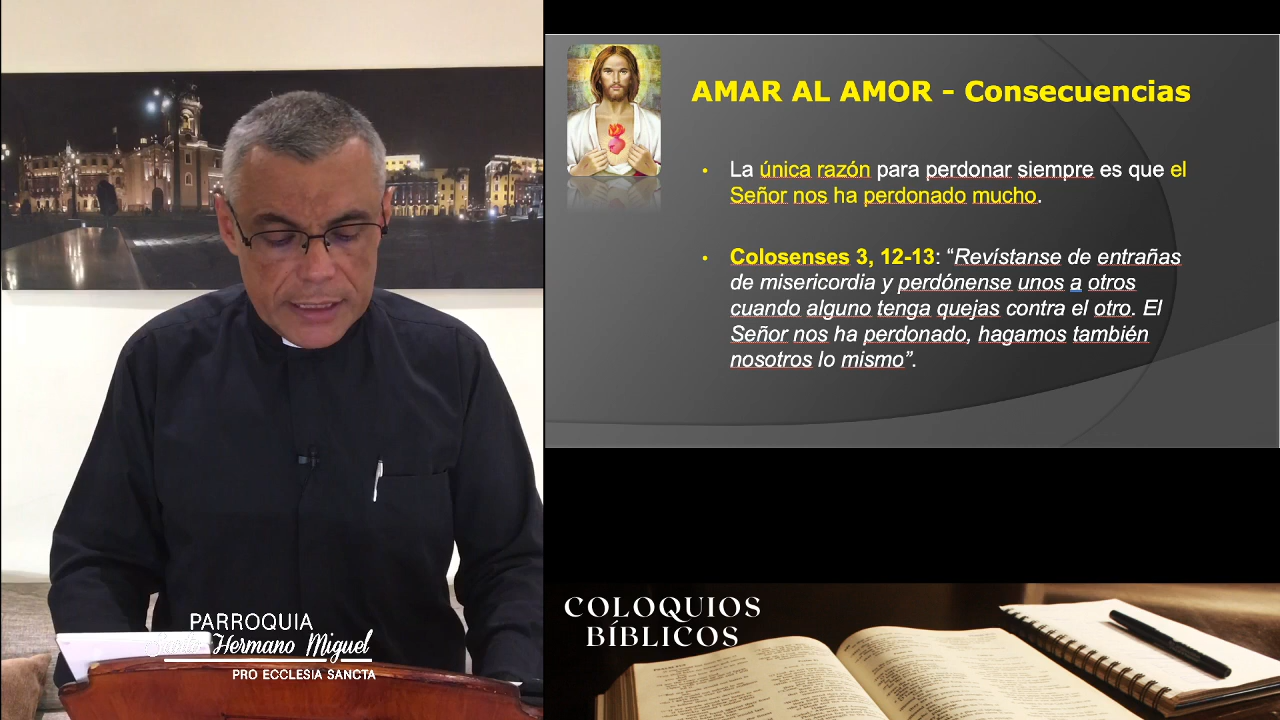 AMAR AL AMOR - Consecuencias
• La única razón para perdonar siempre es que el
Señor nos ha perdonado mucho.
• Colosenses 3, 12-13: “Revístanse de entrañas
de misericordia y perdónense unos a otros
cuando alguno tenga quejas contra el otro. El
Señor nos ha perdonado, hagamos también
nosotros lo mismo”.
PARROQUIA
Santo Hermano Miguel
PRO ECCLESIA SANCTA
COLOQUIOS
BÍBLICOS